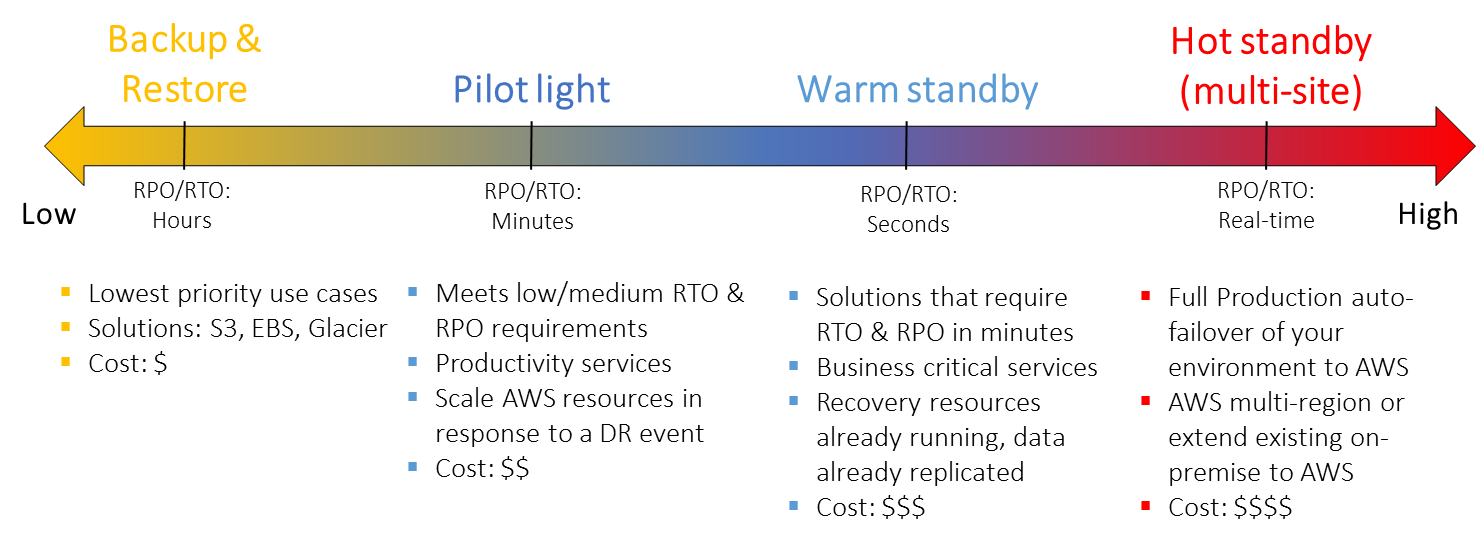 Backup &
Restore
Pilot light
Warm standby
Hot standby
(multi-site)
Low
RPO/RTO:
Hours
RPO/RTO:
Minutes
RPO/RTO:
Seconds
RPO/RTO:
Real-time
High
▪ Lowest priority use cases
▪ Solutions: S3, EBS, Glacier
▪ Cost: $
▪ Meets low/medium RTO &
RPO requirements
▪ Productivity services
▪ Scale AWS resources in
response to a DR event
▪ Cost: $$
▪ Solutions that require
RTO & RPO in minutes
▪ Business critical services
▪ Recovery resources
already running, data
already replicated
▪ Cost: $$$
▪ Full Production auto-
failover of your
environment to AWS
▪ AWS multi-region or
extend existing on-
premise to AWS
▪ Cost: $$$$